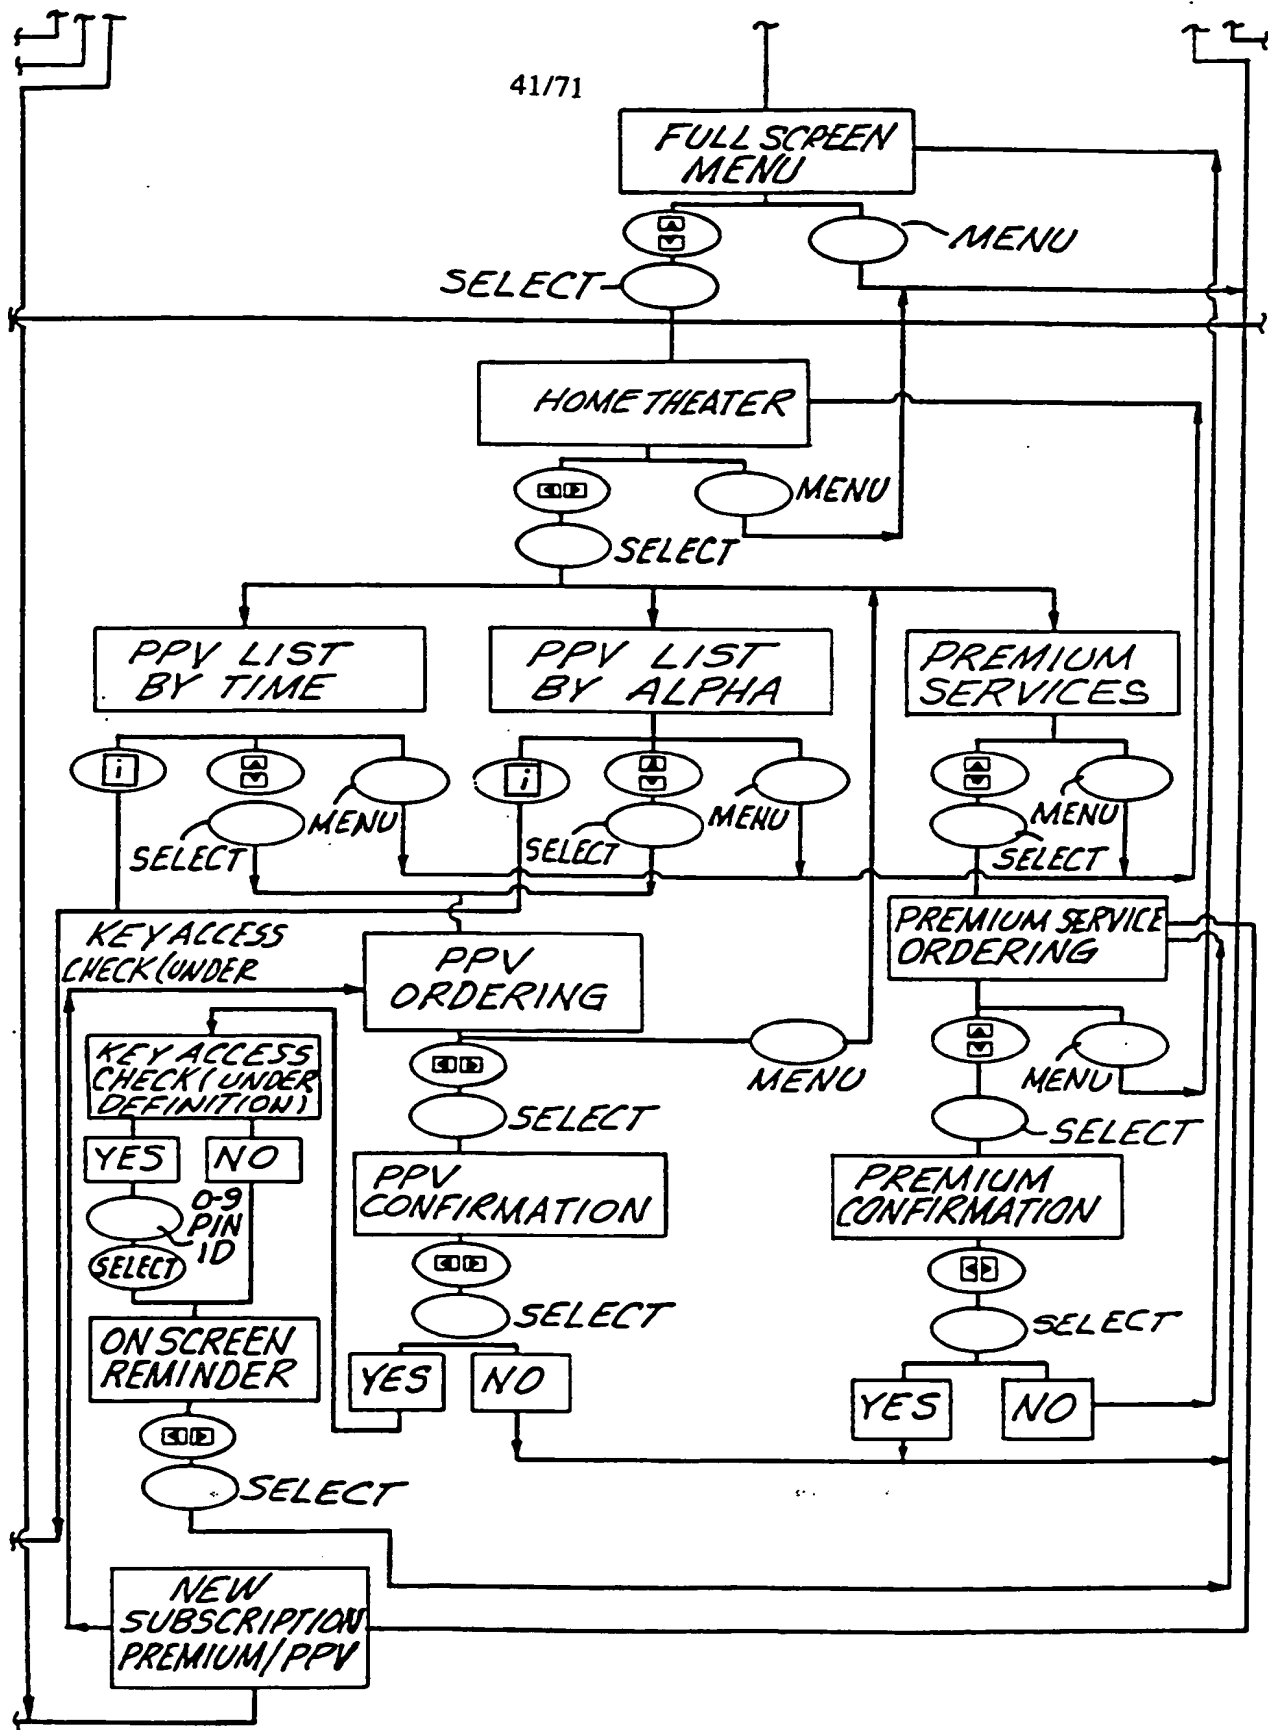 41/71
FULL SCREEN
MENU
MENU
SELECT
HOME THEATER
MENU
SELECT
PPV LIST
BY TIME
PPV LIST
BY ALPHA
PREMIUM
SERVICES
i
MENU
SELECT
i
MENU
SELECT
MENU
SELECT
KEY ACCESS
CHECK (UNDER
PPV
ORDERING
PREMIUM SERVICE
ORDERING
KEY ACCESS
CHECK (UNDER
DEFINITION)
MENU
MENU
SELECT
SELECT
YES
NO
PPV
CONFIRMATION
PREMIUM
CONFIRMATION
0-9
PIN
ID
SELECT
SELECT
SELECT
ON SCREEN
REMINDER
YES
NO
YES
NO
SELECT
NEW
SUBSCRIPTION
PREMIUM/PPV